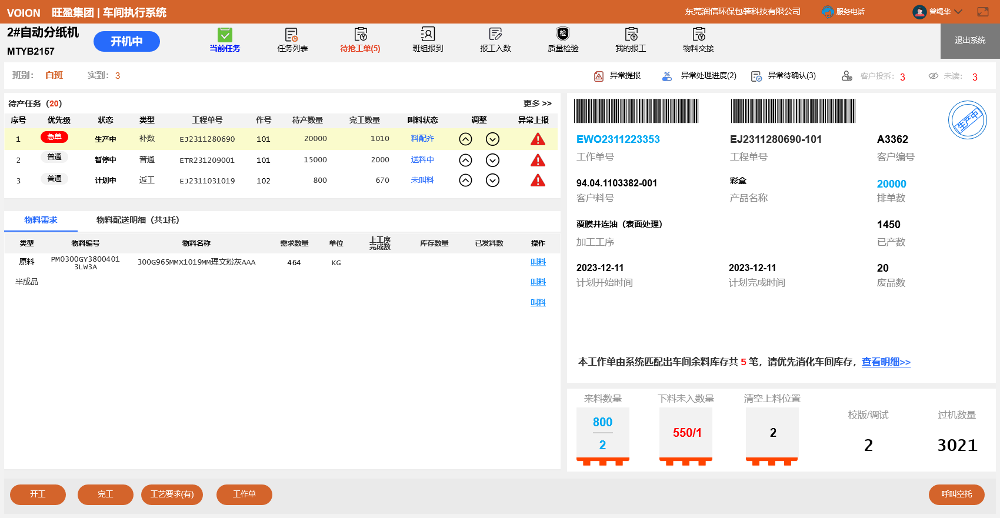 VOION 旺盈集团 | 车间执行系统
东莞润信环保包装科技有限公司 服务电话 曾绳华
2#自动分纸机
MTYB2157
开机中
当前任务 任务列表 待抢工单(5) 班组报到 报工入数 质量检验 我的报工 物料交接
检
退出系统
班别： 白班 实到： 3
异常提报 异常处理进度(2) 异常待确认(3) 客户投拆： 3 未读： 3
待产任务（20） 更多 >>
序号 优先级 状态 类型 工程单号 作号 待产数量 完工数量 叫料状态 调整 异常上报
1 急单 生产中 补数 EJ2311280690 101 20000 1010 料配齐
2 普通 暂停中 普通 ETR231209001 101 15000 2000 送料中
3 普通 计划中 返工 EJ2311031019 102 800 670 未叫料
物料需求 物料配送明细（共1托）
类型 物料编号 物料名称 需求数量 单位 上工序完成数 库存数量 已发料数 操作
原料 PM0300GY38004013LW3A 300G965MMX1019MM理文粉灰AAA 464 KG 叫料
半成品 叫料
叫料
生产中
EWO2311223353 EJ2311280690-101 A3362
工作单号 工程单号 客户编号
94.04.1103382-001 彩盒 20000
客户料号 产品名称 排单数
覆膜并连油（表面处理） 1450
加工工序 已产数
2023-12-11 2023-12-11 20
计划开始时间 计划完成时间 废品数
本工作单由系统匹配出车间余料库存共 5 笔，请优先消化车间库存，查看明细>>
来料数量 下料未入数量 清空上料位置 校版/调试 过机数量
800
2
550/1
2
2
3021
开工 完工 工艺要求(有) 工作单 呼叫空托